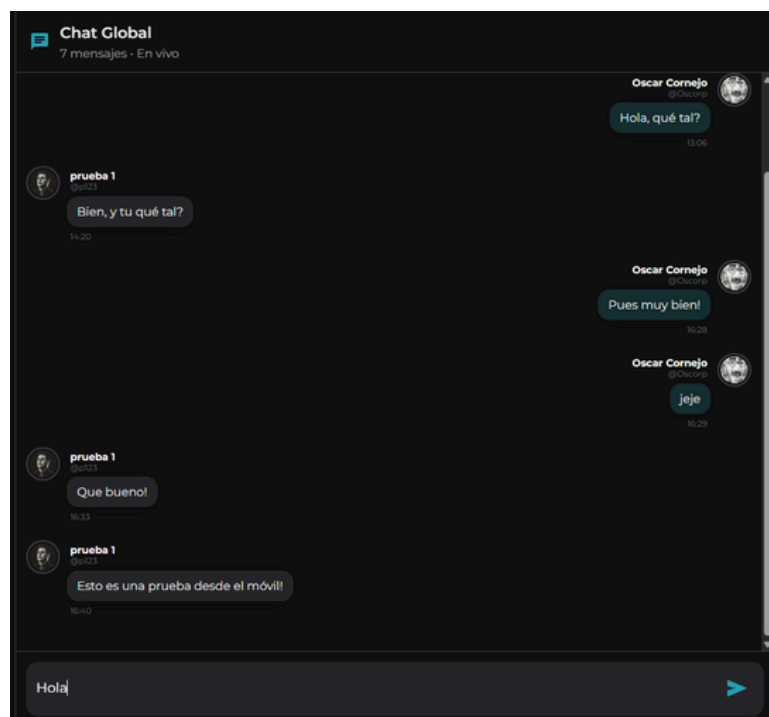 Chat Global
7 mensajes • En vivo
Oscar Cornejo
@Oscorp
Hola, qué tal?
13:06
prueba 1
@p123
Bien, y tu qué tal?
14:20
Oscar Cornejo
@Oscorp
Pues muy bien!
16:28
Oscar Cornejo
@Oscorp
jeje
16:29
prueba 1
@p123
Que bueno!
16:33
prueba 1
@p123
Esto es una prueba desde el móvil!
16:40
Hola